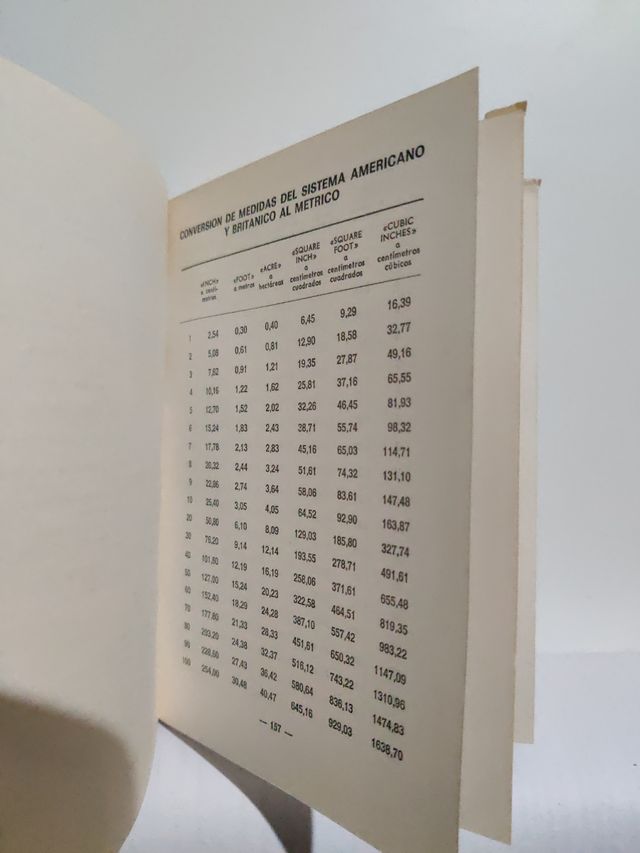 CONVERSION DE MEDIDAS DEL SISTEMA AMERICANO
Y BRITANICO AL METRICO
«INCH» a centí- metros
«FOOT» a metros
«ACRE» a hectáreas
«SQUARE INCH» a centímetros cuadrados
«SQUARE FOOT» a centímetros cuadrados
«CUBIC INCHES» a centímetros cúbicos
1 2,54 0,30 0,40 6,45 9,29 16,39
2 5,08 0,61 0,81 12,90 18,58 32,77
3 7,62 0,91 1,21 19,35 27,87 49,16
4 10,16 1,22 1,62 25,81 37,16 65,55
5 12,70 1,52 2,02 32,26 46,45 81,93
6 15,24 1,83 2,43 38,71 55,74 98,32
7 17,78 2,13 2,83 45,16 65,03 114,71
8 20,32 2,44 3,24 51,61 74,32 131,10
9 22,86 2,74 3,64 58,06 83,61 147,48
10 25,40 3,05 4,05 64,52 92,90 163,87
20 50,80 6,10 8,09 129,03 185,80 327,74
30 76,20 9,14 12,14 193,55 278,71 491,61
40 101,60 12,19 16,19 258,06 371,61 655,48
50 127,00 15,24 20,23 322,58 464,51 819,35
60 152,40 18,29 24,28 387,10 557,42 983,22
70 177,80 21,33 28,33 451,61 650,32 1147,09
80 203,20 24,38 32,37 516,12 743,22 1310,96
90 228,60 27,43 36,42 580,64 836,13 1474,83
100 254,00 30,48 40,47 645,16 929,03 1638,70
— 157 —